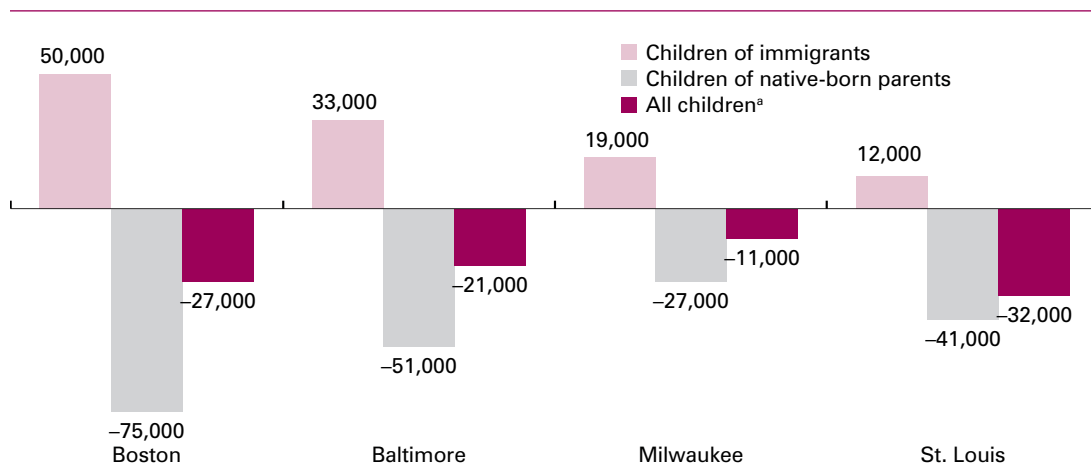 50,000
Children of immigrants
Children of native-born parents
All childrenª
33,000
19,000
12,000
–27,000
–21,000
–11,000
–27,000
–32,000
–41,000
–51,000
–75,000
Boston
Baltimore
Milwaukee
St. Louis